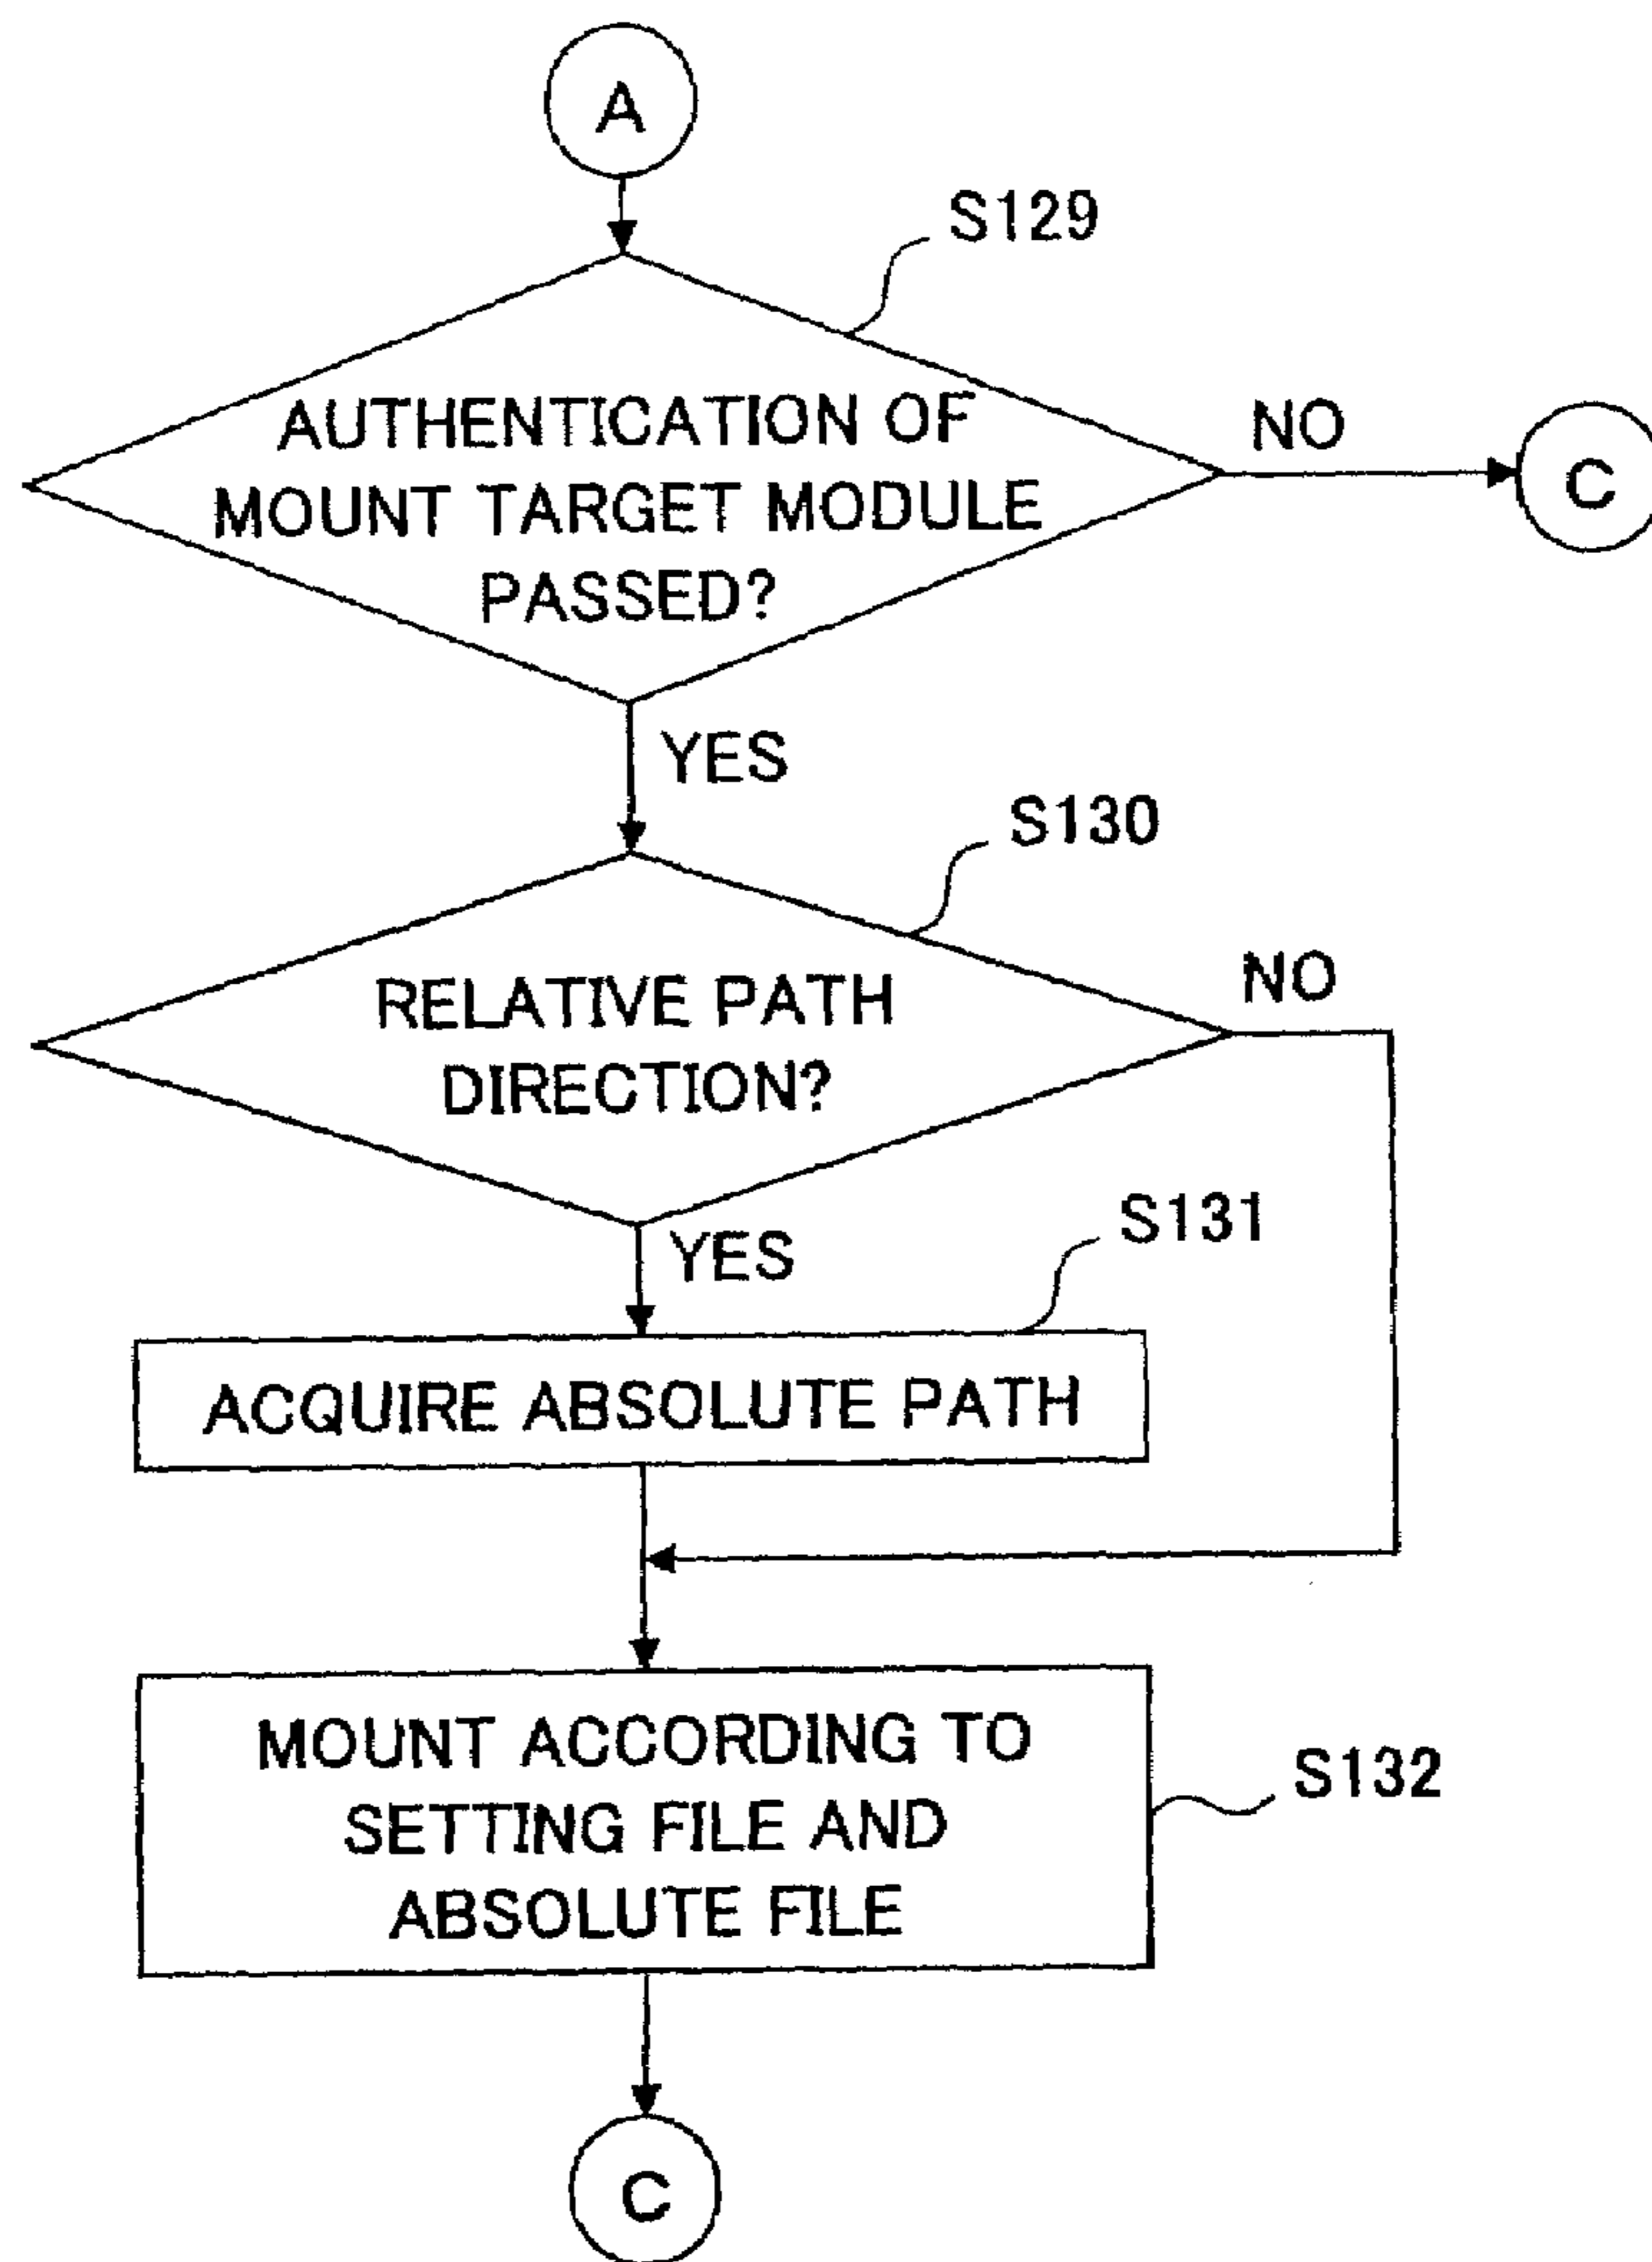 A
S129
AUTHENTICATION OF
MOUNT TARGET MODULE
PASSED?
NO
C
YES
S130
RELATIVE PATH
DIRECTION?
NO
YES
S131
ACQUIRE ABSOLUTE PATH
MOUNT ACCORDING TO
SETTING FILE AND
ABSOLUTE FILE
S132
C